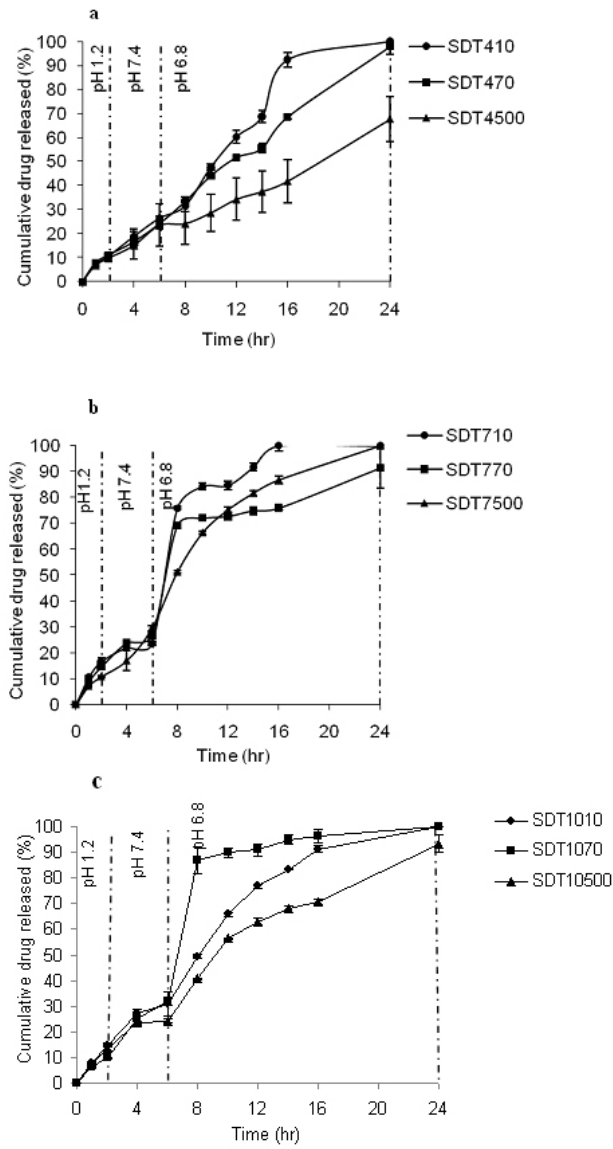 a
SDT410
SDT470
SDT4500
pH 1.2
pH 7.4
pH 6.8
Cumulative drug released (%)
100
90
80
70
60
50
40
30
20
10
0
0 4 8 12 16 20 24
Time (hr)
b
SDT710
SDT770
SDT7500
pH 1.2
pH 7.4
pH 6.8
Cumulative drug released (%)
100
90
80
70
60
50
40
30
20
10
0
0 4 8 12 16 20 24
Time (hr)
c
SDT1010
SDT1070
SDT10500
pH 1.2
pH 7.4
pH 6.8
Cumulative drug released (%)
100
90
80
70
60
50
40
30
20
10
0
0 4 8 12 16 20 24
Time (hr)